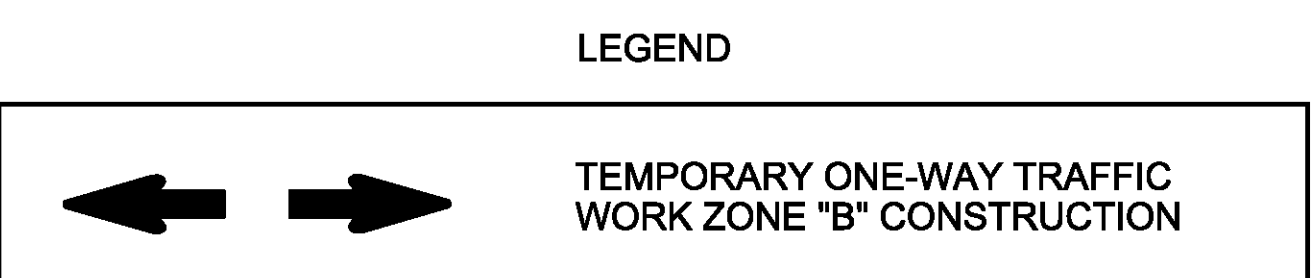 LEGEND
TEMPORARY ONE-WAY TRAFFIC
WORK ZONE "B" CONSTRUCTION